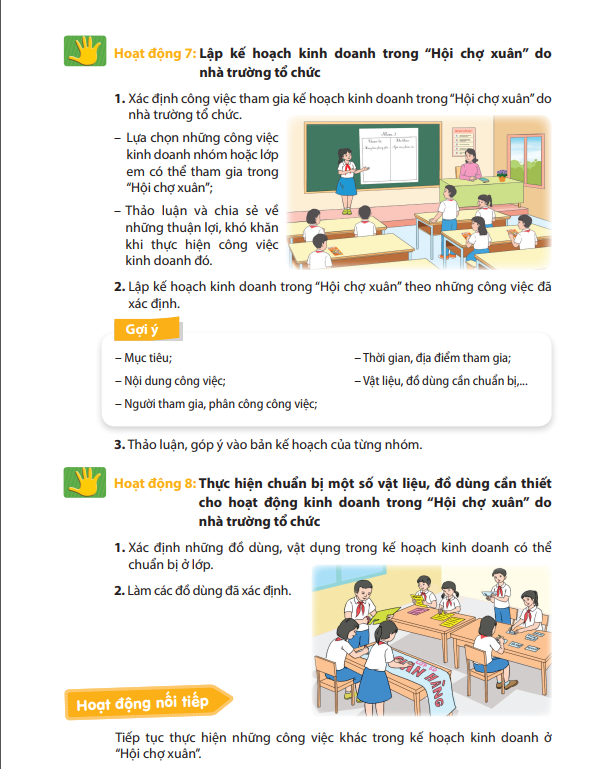 Hoạt động 7: Lập kế hoạch kinh doanh trong “Hội chợ xuân” do
nhà trường tổ chức
1. Xác định công việc tham gia kế hoạch kinh doanh trong “Hội chợ xuân” do
nhà trường tổ chức.
– Lựa chọn những công việc
kinh doanh nhóm hoặc lớp
em có thể tham gia trong
“Hội chợ xuân”;
– Thảo luận và chia sẻ về
những thuận lợi, khó khăn
khi thực hiện công việc
kinh doanh đó.
2. Lập kế hoạch kinh doanh trong “Hội chợ xuân” theo những công việc đã
xác định.
Gợi ý
– Mục tiêu;
– Nội dung công việc;
– Người tham gia, phân công công việc;
– Thời gian, địa điểm tham gia;
– Vật liệu, đồ dùng cần chuẩn bị,...
3. Thảo luận, góp ý vào bản kế hoạch của từng nhóm.
Hoạt động 8: Thực hiện chuẩn bị một số vật liệu, đồ dùng cần thiết
cho hoạt động kinh doanh trong “Hội chợ xuân” do
nhà trường tổ chức
1. Xác định những đồ dùng, vật dụng trong kế hoạch kinh doanh có thể
chuẩn bị ở lớp.
2. Làm các đồ dùng đã xác định.
GIAN HÀNG
Hoạt động nối tiếp
Tiếp tục thực hiện những công việc khác trong kế hoạch kinh doanh ở
“Hội chợ xuân”.